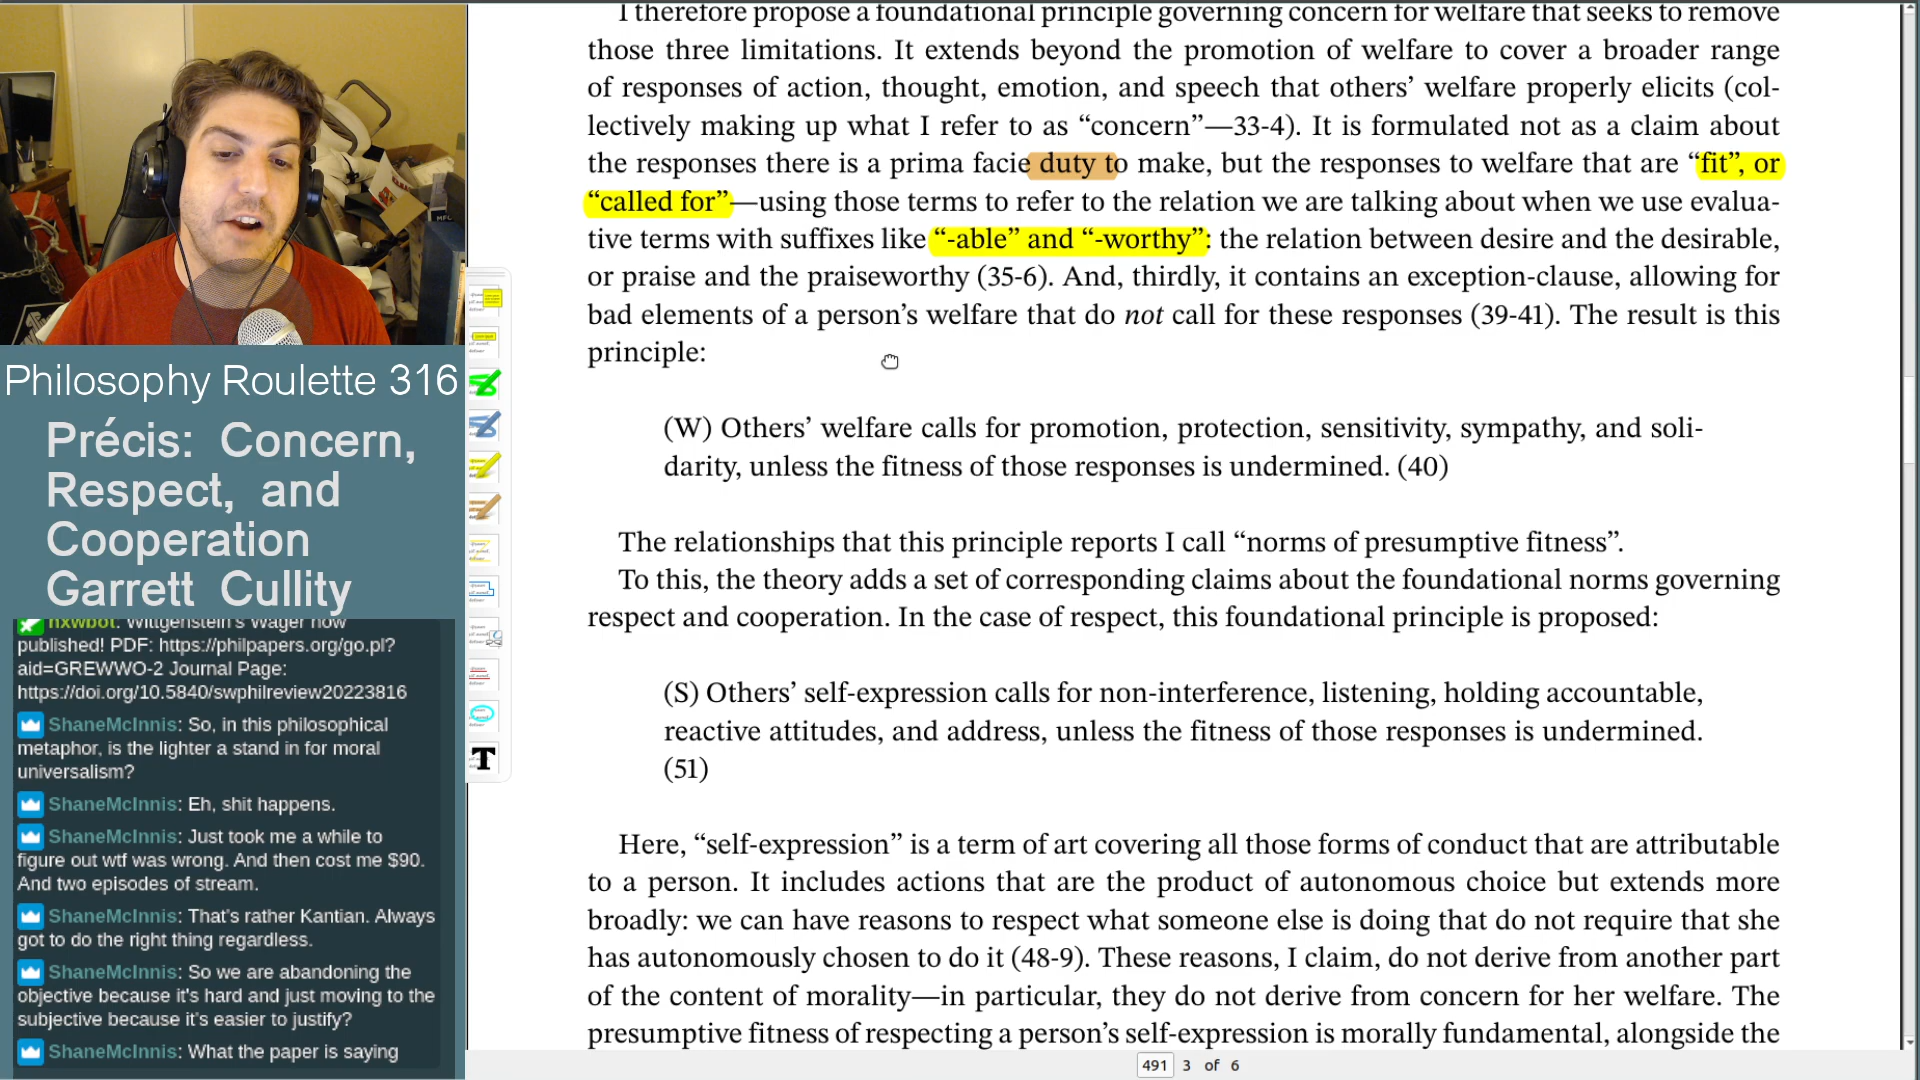 Philosophy Roulette 316
Précis: Concern,
Respect, and
Cooperation
Garrett Cullity
nxwbot: Wittgenstein's Wager now
published! PDF: https://philpapers.org/go.pl?
aid=GREWWO-2 Journal Page:
https://doi.org/10.5840/swphilreview20223816
ShaneMcInnis: So, in this philosophical
metaphor, is the lighter a stand in for moral
universalism?
ShaneMcInnis: Eh, shit happens.
ShaneMcInnis: Just took me a while to
figure out wtf was wrong. And then cost me $90.
And two episodes of stream.
ShaneMcInnis: That's rather Kantian. Always
got to do the right thing regardless.
ShaneMcInnis: So we are abandoning the
objective because it's hard and just moving to the
subjective because it's easier to justify?
ShaneMcInnis: What the paper is saying
I therefore propose a foundational principle governing concern for welfare that seeks to remove
those three limitations. It extends beyond the promotion of welfare to cover a broader range
of responses of action, thought, emotion, and speech that others’ welfare properly elicits (col-
lectively making up what I refer to as “concern”—33-4). It is formulated not as a claim about
the responses there is a prima facie duty to make, but the responses to welfare that are “fit”, or
“called for”—using those terms to refer to the relation we are talking about when we use evalua-
tive terms with suffixes like “-able” and “-worthy”: the relation between desire and the desirable,
or praise and the praiseworthy (35-6). And, thirdly, it contains an exception-clause, allowing for
bad elements of a person’s welfare that do not call for these responses (39-41). The result is this
principle:
(W) Others’ welfare calls for promotion, protection, sensitivity, sympathy, and soli-
darity, unless the fitness of those responses is undermined. (40)
The relationships that this principle reports I call “norms of presumptive fitness”.
To this, the theory adds a set of corresponding claims about the foundational norms governing
respect and cooperation. In the case of respect, this foundational principle is proposed:
(S) Others’ self-expression calls for non-interference, listening, holding accountable,
reactive attitudes, and address, unless the fitness of those responses is undermined.
(51)
Here, “self-expression” is a term of art covering all those forms of conduct that are attributable
to a person. It includes actions that are the product of autonomous choice but extends more
broadly: we can have reasons to respect what someone else is doing that do not require that she
has autonomously chosen to do it (48-9). These reasons, I claim, do not derive from another part
of the content of morality—in particular, they do not derive from concern for her welfare. The
presumptive fitness of respecting a person’s self-expression is morally fundamental, alongside the
T
491 3 of 6